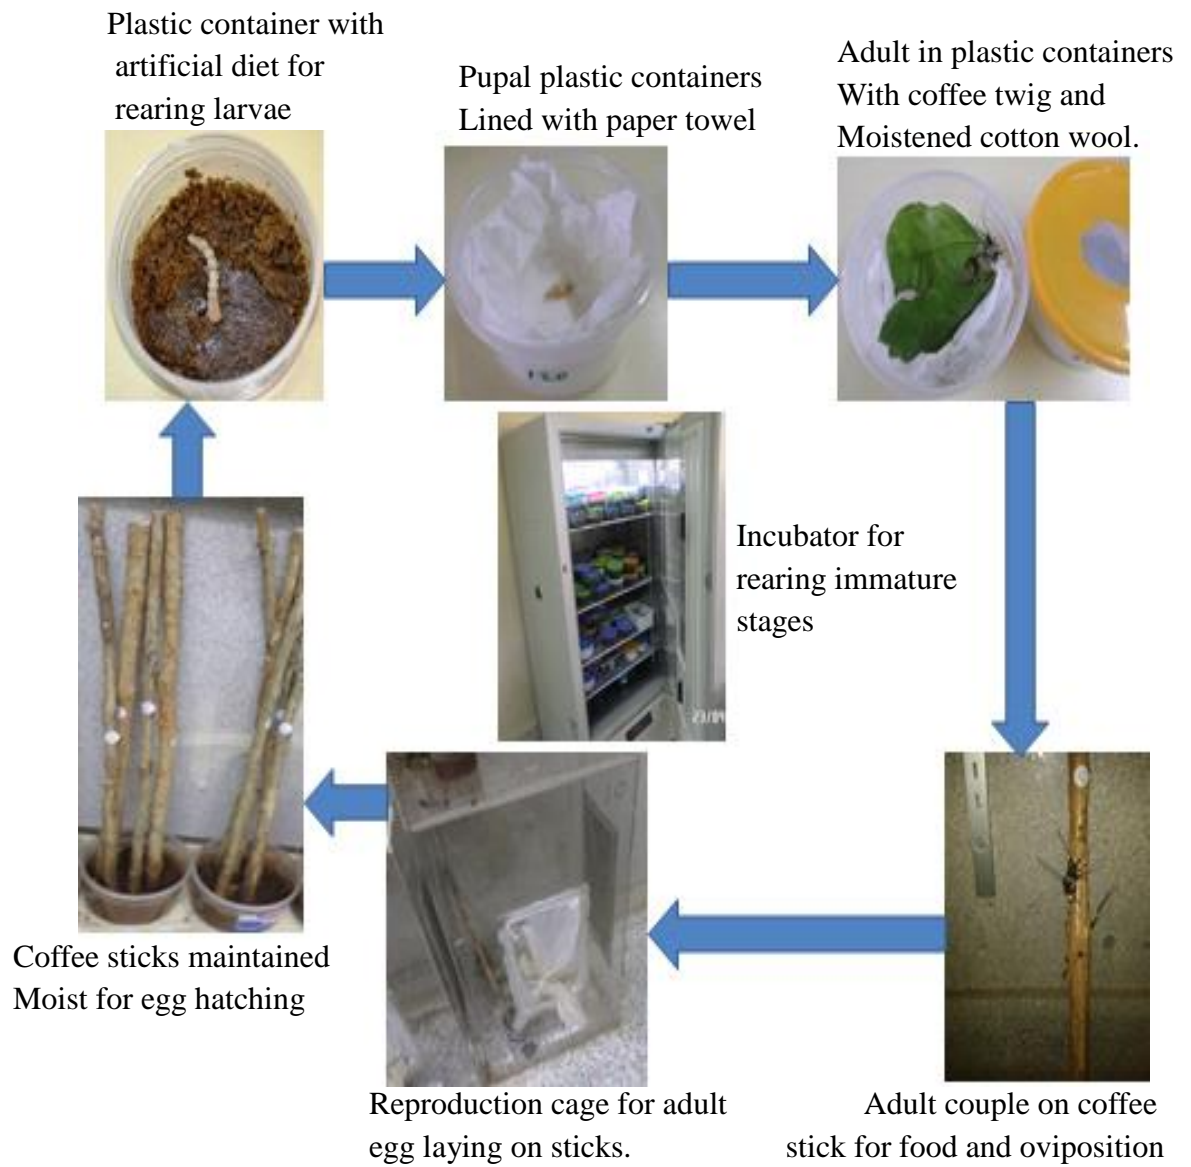 Plastic container with
artificial diet for
rearing larvae
Pupal plastic containers
Lined with paper towel
Adult in plastic containers
With coffee twig and
Moistened cotton wool.
Incubator for
rearing immature
stages
Coffee sticks maintained
Moist for egg hatching
Reproduction cage for adult
egg laying on sticks.
Adult couple on coffee
stick for food and oviposition